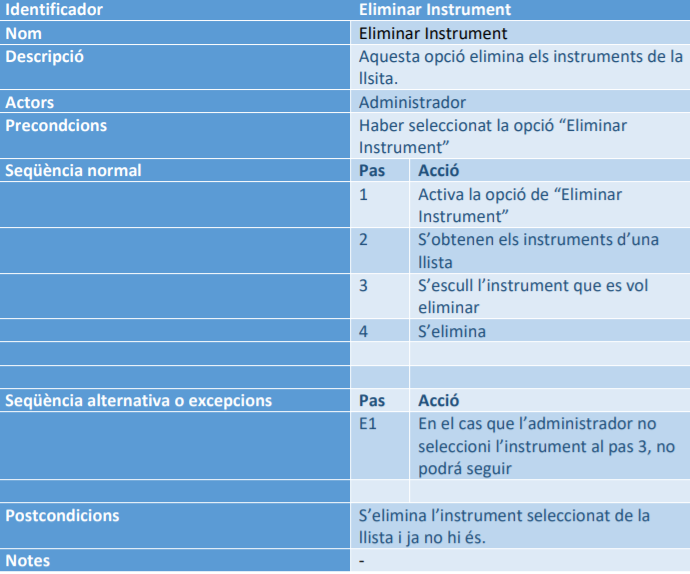 Identificador Eliminar Instrument
Nom Eliminar Instrument
Descripció Aquesta opció elimina els instruments de la
llsita.
Actors Administrador
Precondcions Haber seleccionat la opció “Eliminar
Instrument”
Seqüència normal Pas Acció
1 Activa la opció de “Eliminar
Instrument”
2 S’obtenen els instruments d’una
llista
3 S’escull l’instrument que es vol
eliminar
4 S’elimina
Seqüència alternativa o excepcions Pas Acció
E1 En el cas que l’administrador no
seleccioni l’instrument al pas 3, no
podrá seguir
Postcondicions S’elimina l’instrument seleccionat de la
llista i ja no hi és.
Notes -